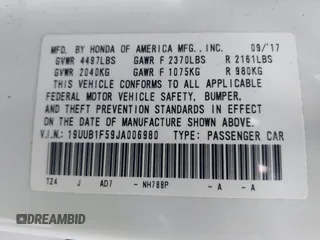 MFD. BY HONDA OF AMERICA MFG., INC. 09/17
GVWR 4497LBS GAWR F 2370LBS R 2161LBS
GVWR 2040KG GAWR F 1075KG R 980KG
THIS VEHICLE CONFORMS TO ALL APPLICABLE
FEDERAL MOTOR VEHICLE SAFETY, BUMPER,
AND THEFT PREVENTION STANDARDS IN EFFECT
ON THE DATE OF MANUFACTURE SHOWN ABOVE.
V.I.N.: 19UUB1F59JA006980 TYPE: PASSENGER CAR
T24 J AD7 - NH788P - A - A
DREAMBID DREAMBID